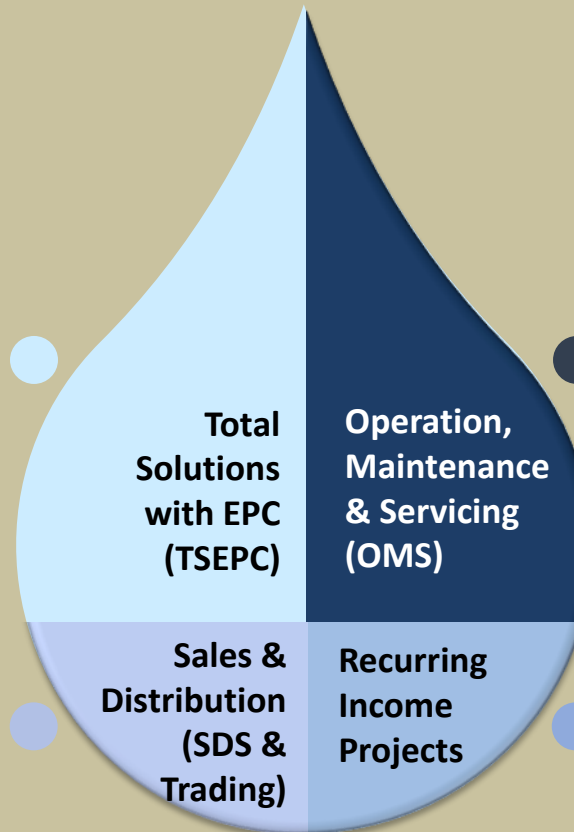 Total
Solutions
with EPC
(TSEPC)
Operation,
Maintenance
& Servicing
(OMS)
Sales &
Distribution
(SDS &
Trading)
Recurring
Income
Projects